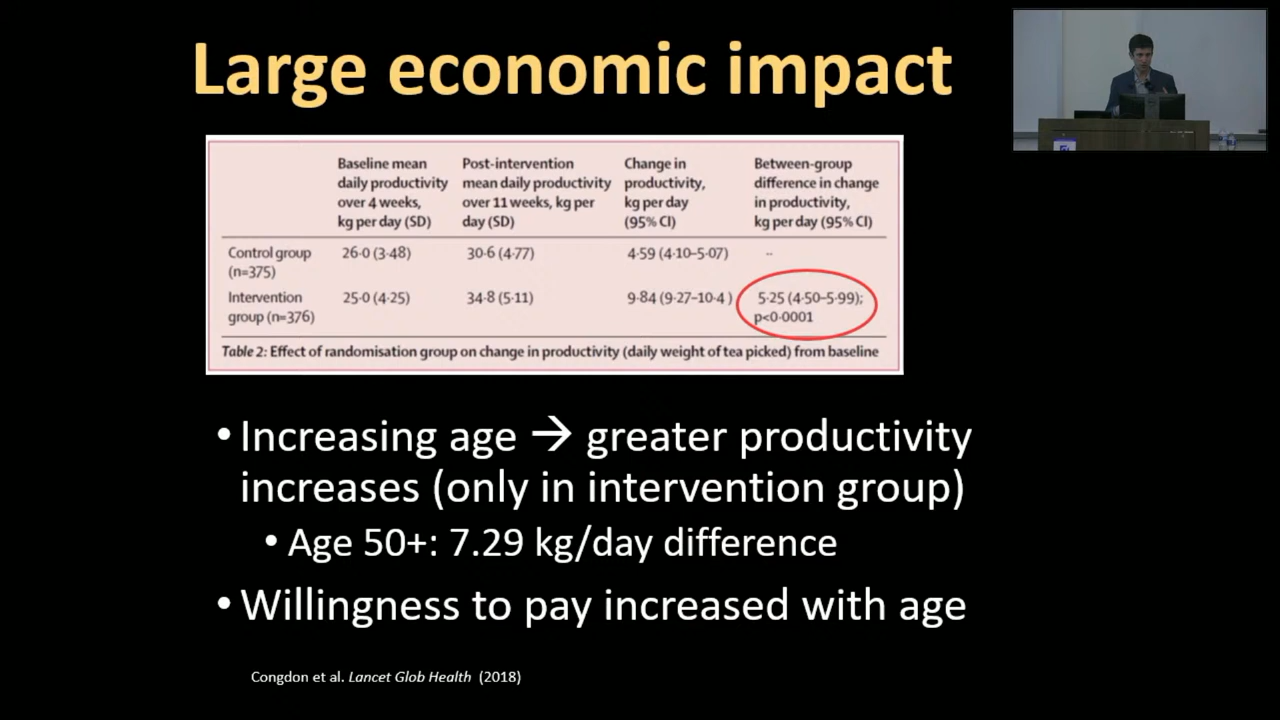 Large economic impact
Baseline mean daily productivity over 4 weeks, kg per day (SD)
Post-intervention mean daily productivity over 11 weeks, kg per day (SD)
Change in productivity, kg per day (95% CI)
Between-group difference in change in productivity, kg per day (95% CI)
Control group (n=375) 26·0 (3·48) 30·6 (4·77) 4·59 (4·10–5·07) ··
Intervention group (n=376) 25·0 (4·25) 34·8 (5·11) 9·84 (9·27–10·4) 5·25 (4·50–5·99); p<0·0001
Table 2: Effect of randomisation group on change in productivity (daily weight of tea picked) from baseline
• Increasing age → greater productivity
increases (only in intervention group)
• Age 50+: 7.29 kg/day difference
• Willingness to pay increased with age
Congdon et al. Lancet Glob Health (2018)